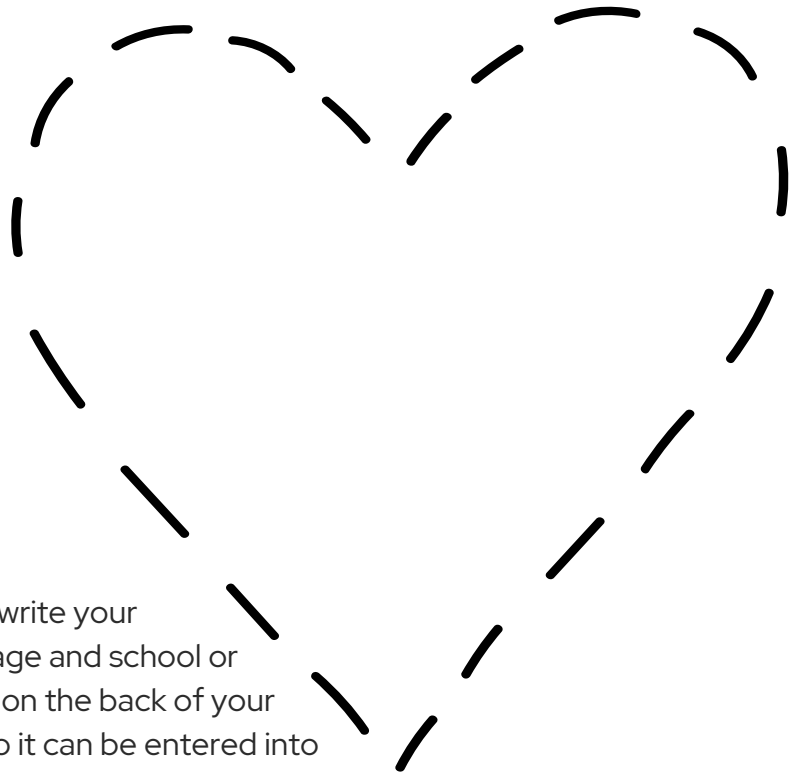 write your
age and school or
on the back of your
it can be entered into